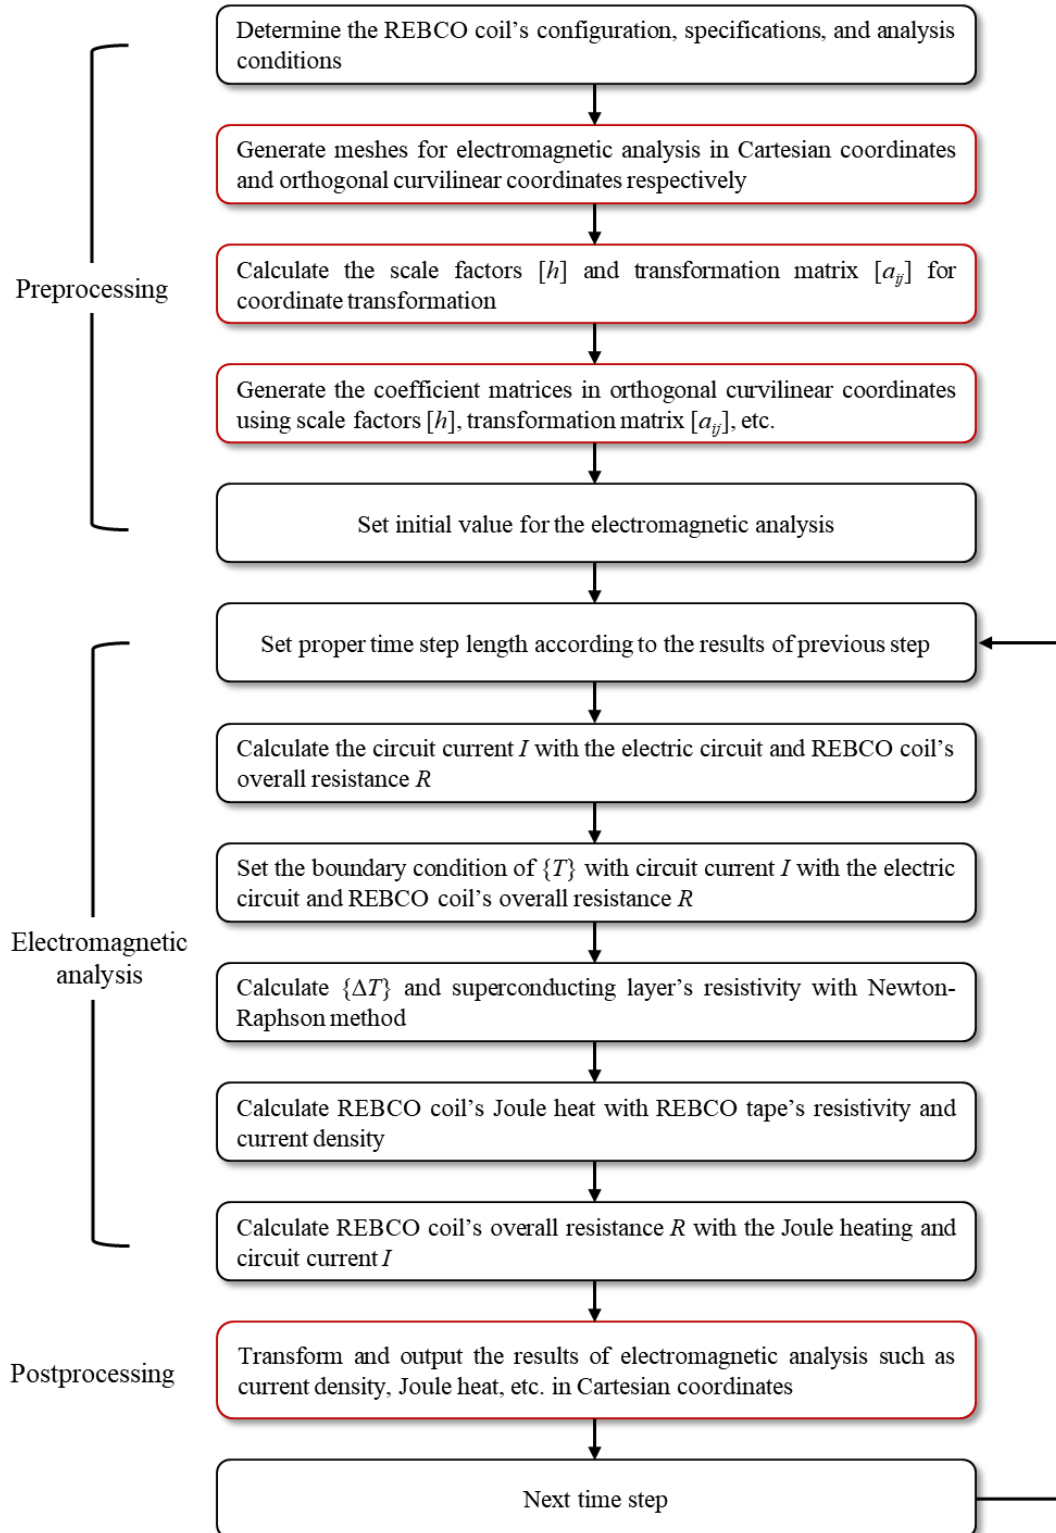 Determine the REBCO coil's configuration, specifications, and analysis
conditions
Generate meshes for electromagnetic analysis in Cartesian coordinates
and orthogonal curvilinear coordinates respectively
Preprocessing
Calculate the scale factors [h] and transformation matrix [a_ij] for
coordinate transformation
Generate the coefficient matrices in orthogonal curvilinear coordinates
using scale factors [h], transformation matrix [a_ij], etc.
Set initial value for the electromagnetic analysis
Set proper time step length according to the results of previous step
Calculate the circuit current I with the electric circuit and REBCO coil's
overall resistance R
Set the boundary condition of {T} with circuit current I with the electric
circuit and REBCO coil's overall resistance R
Electromagnetic
analysis
Calculate {ΔT} and superconducting layer's resistivity with Newton-
Raphson method
Calculate REBCO coil's Joule heat with REBCO tape's resistivity and
current density
Calculate REBCO coil's overall resistance R with the Joule heating and
circuit current I
Postprocessing
Transform and output the results of electromagnetic analysis such as
current density, Joule heat, etc. in Cartesian coordinates
Next time step